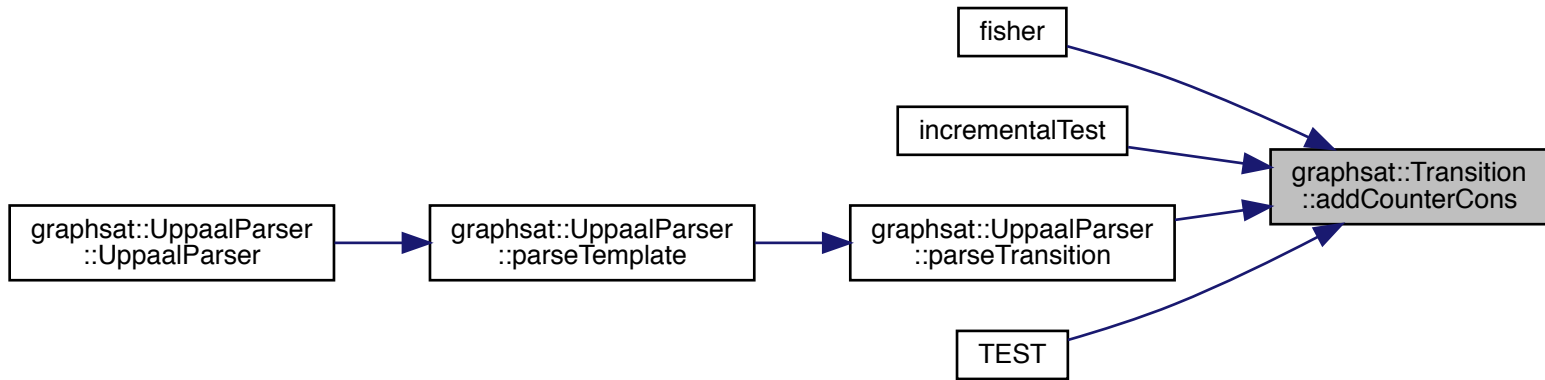 fisher
incrementalTest
graphsat::Transition
::addCounterCons
graphsat::UppaalParser
::UppaalParser
graphsat::UppaalParser
::parseTemplate
graphsat::UppaalParser
::parseTransition
TEST